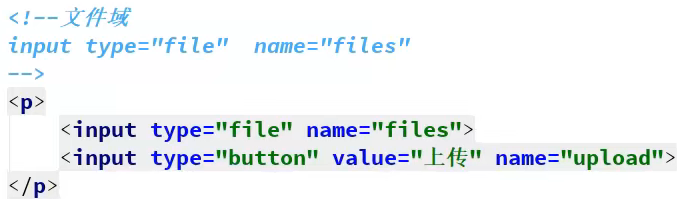 <!--文件域
input type="file"  name="files"
-->
<p>
    <input type="file" name="files">
    <input type="button" value="上传" name="upload">
</p>